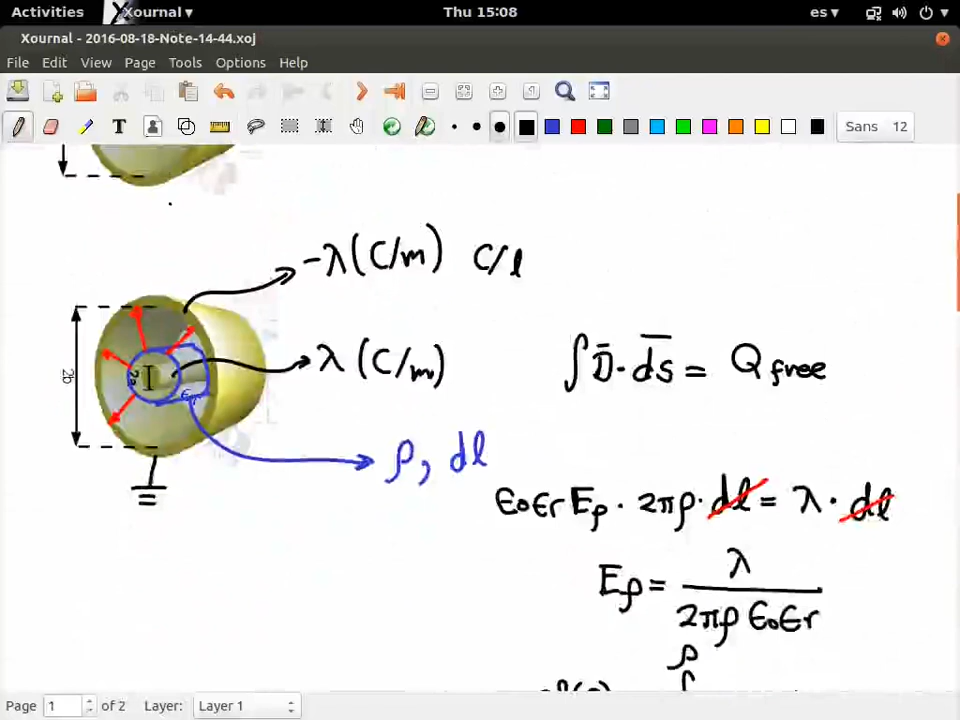 Activities Xournal ▾ Thu 15:08 es ▾
Xournal - 2016-08-18-Note-14-44.xoj
File Edit View Page Tools Options Help
Sans 12
-λ (C/m) C/l
2b
2a
λ (C/m)
∫ D̄ · d̄s = Q free
ρ, dl
ε₀εr Eρ · 2πρ · dl = λ · dl
Eρ = λ / 2πρ ε₀εr
ρ
Page 1 of 2 Layer: Layer 1